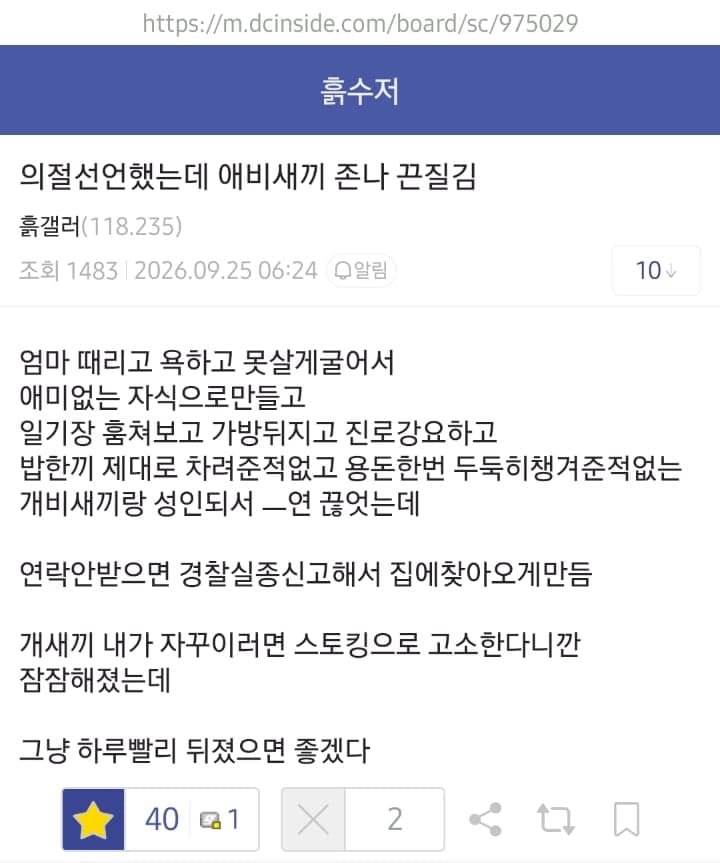 https://m.dcinside.com/board/sc/975029
흙수저
의절선언했는데 애비새끼 존나 끈질김
흙갤러(118.235)
조회 1483 2026.09.25 06:24 알림
10↓
엄마 때리고 욕하고 못살게굴어서
애미없는 자식으로만들고
일기장 훔쳐보고 가방뒤지고 진로강요하고
밥한끼 제대로 차려준적없고 용돈한번 두둑히챙겨준적없는
개비새끼랑 성인되서 ㅡ연 끊엇는데
연락안받으면 경찰실종신고해서 집에찾아오게만듬
개새끼 내가 자꾸이러면 스토킹으로 고소한다니깐
잠잠해졌는데
그냥 하루빨리 뒤졌으면 좋겠다
40 1 2